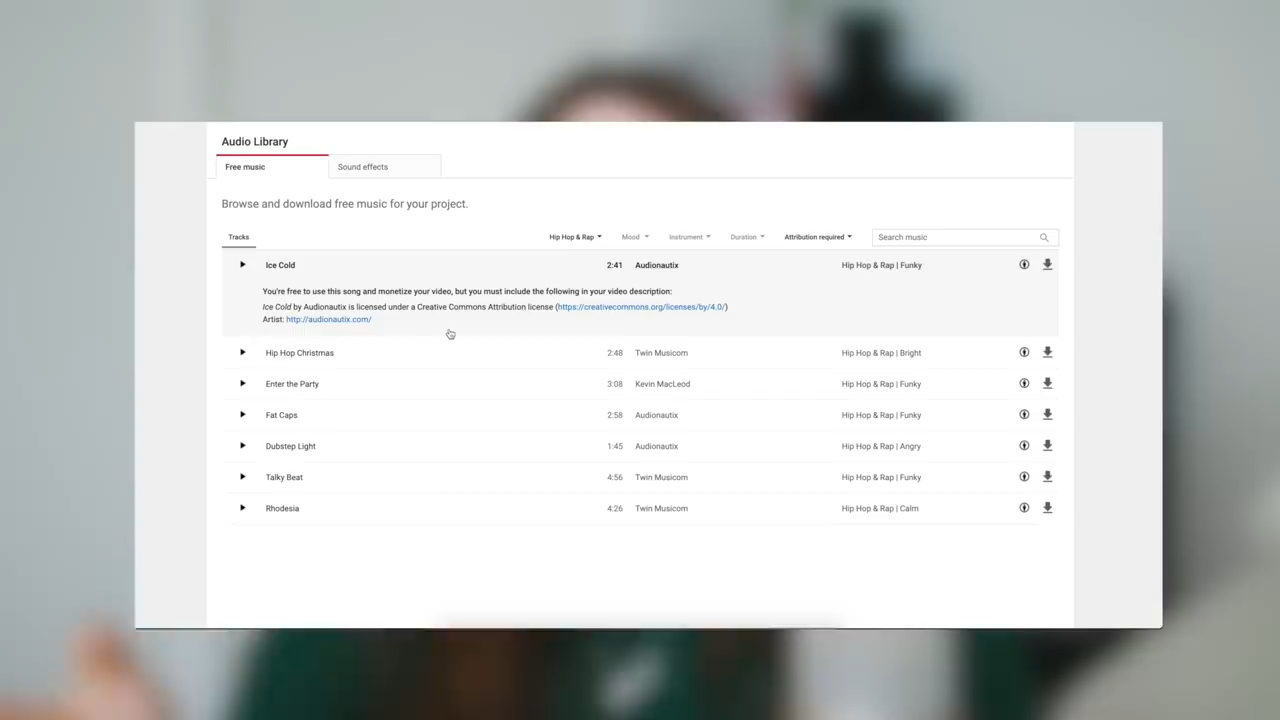 Audio Library
Free music
Sound effects
Browse and download free music for your project.
Tracks Hip Hop & Rap Mood Instrument Duration Attribution required Search music
Ice Cold 2:41 Audionautix Hip Hop & Rap | Funky
You're free to use this song and monetize your video, but you must include the following in your video description:
Ice Cold by Audionautix is licensed under a Creative Commons Attribution license (https://creativecommons.org/licenses/by/4.0/)
Artist: http://audionautix.com/
Hip Hop Christmas 2:48 Twin Musicom Hip Hop & Rap | Bright
Enter the Party 3:08 Kevin MacLeod Hip Hop & Rap | Funky
Fat Caps 2:58 Audionautix Hip Hop & Rap | Funky
Dubstep Light 1:45 Audionautix Hip Hop & Rap | Angry
Talky Beat 4:56 Twin Musicom Hip Hop & Rap | Funky
Rhodesia 4:26 Twin Musicom Hip Hop & Rap | Calm